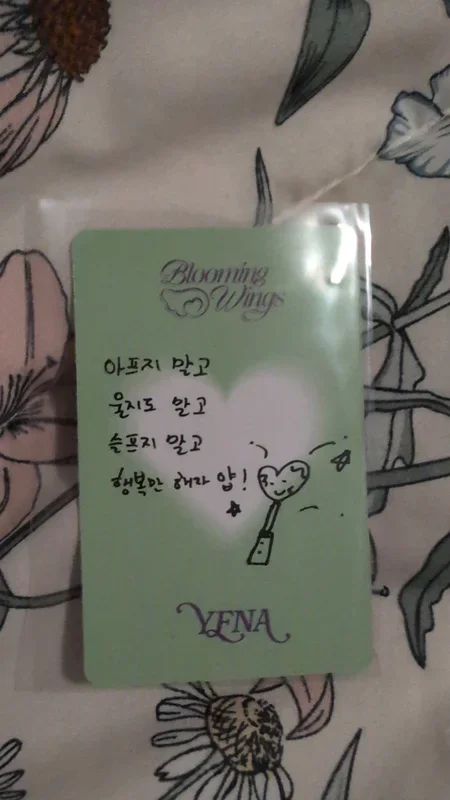 Blooming
Wings
아프지 말고
울지도 말고
슬프지 말고
행복만 해라 얍!
YENA